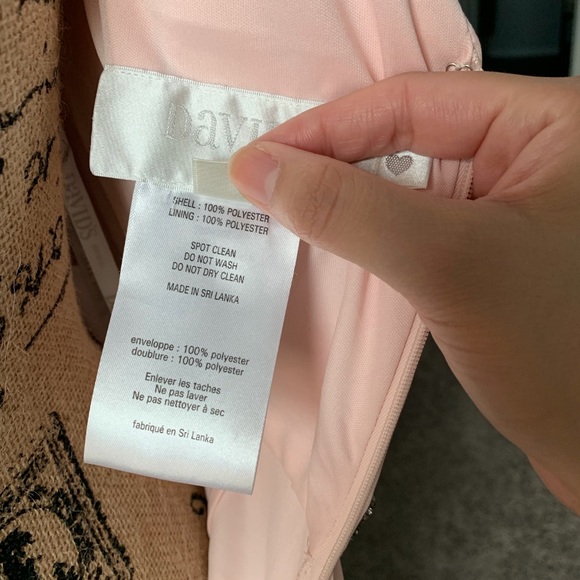 DAVID'S
SHELL : 100% POLYESTER
LINING : 100% POLYESTER
SPOT CLEAN
DO NOT WASH
DO NOT DRY CLEAN
MADE IN SRI LANKA
enveloppe : 100% polyester
doublure : 100% polyester
Enlever les taches
Ne pas laver
Ne pas nettoyer à sec
fabriqué en Sri Lanka